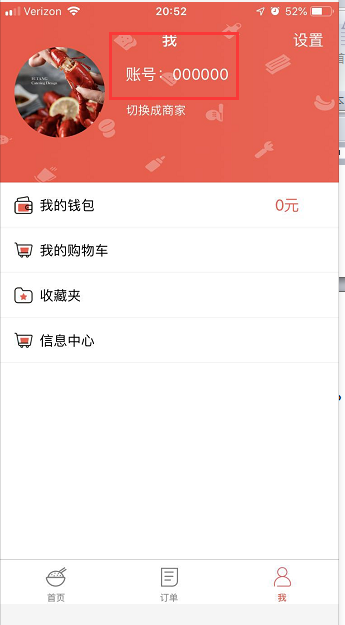 Verizon 20:52 52%
我 设置
账号：000000
切换成商家
我的钱包 0元
我的购物车
收藏夹
信息中心
首页 订单 我